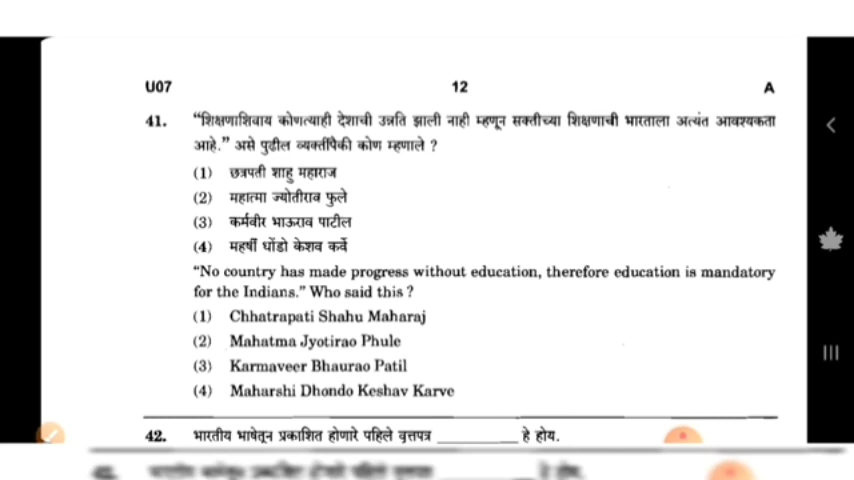 U07 12 A
41. "शिक्षणाशिवाय कोणत्याही देशाची उन्नति झाली नाही म्हणून सक्तीच्या शिक्षणाची भारताला अत्यंत आवश्यकता
आहे." असे पुढील व्यक्तींपैकी कोण म्हणाले ?
(1) छत्रपती शाहु महाराज
(2) महात्मा ज्योतीराव फुले
(3) कर्मवीर भाऊराव पाटील
(4) महर्षी धोंडो केशव कर्वे
"No country has made progress without education, therefore education is mandatory
for the Indians." Who said this ?
(1) Chhatrapati Shahu Maharaj
(2) Mahatma Jyotirao Phule
(3) Karmaveer Bhaurao Patil
(4) Maharshi Dhondo Keshav Karve
42. भारतीय भाषेतून प्रकाशित होणारे पहिले वृत्तपत्र ________ हे होय.